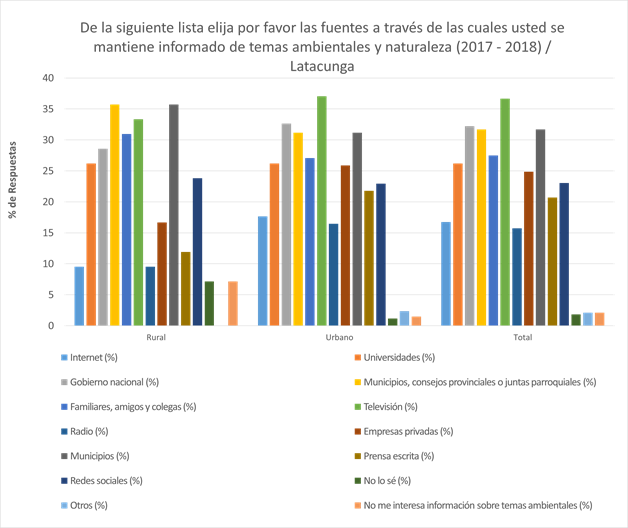 De la siguiente lista elija por favor las fuentes a través de las cuales usted se
mantiene informado de temas ambientales y naturaleza (2017 - 2018) /
Latacunga
% de Respuestas
40
35
30
25
20
15
10
5
0
Rural
Urbano
Total
Internet (%)
Universidades (%)
Gobierno nacional (%)
Municipios, consejos provinciales o juntas parroquiales (%)
Familiares, amigos y colegas (%)
Televisión (%)
Radio (%)
Empresas privadas (%)
Municipios (%)
Prensa escrita (%)
Redes sociales (%)
No lo sé (%)
Otros (%)
No me interesa información sobre temas ambientales (%)